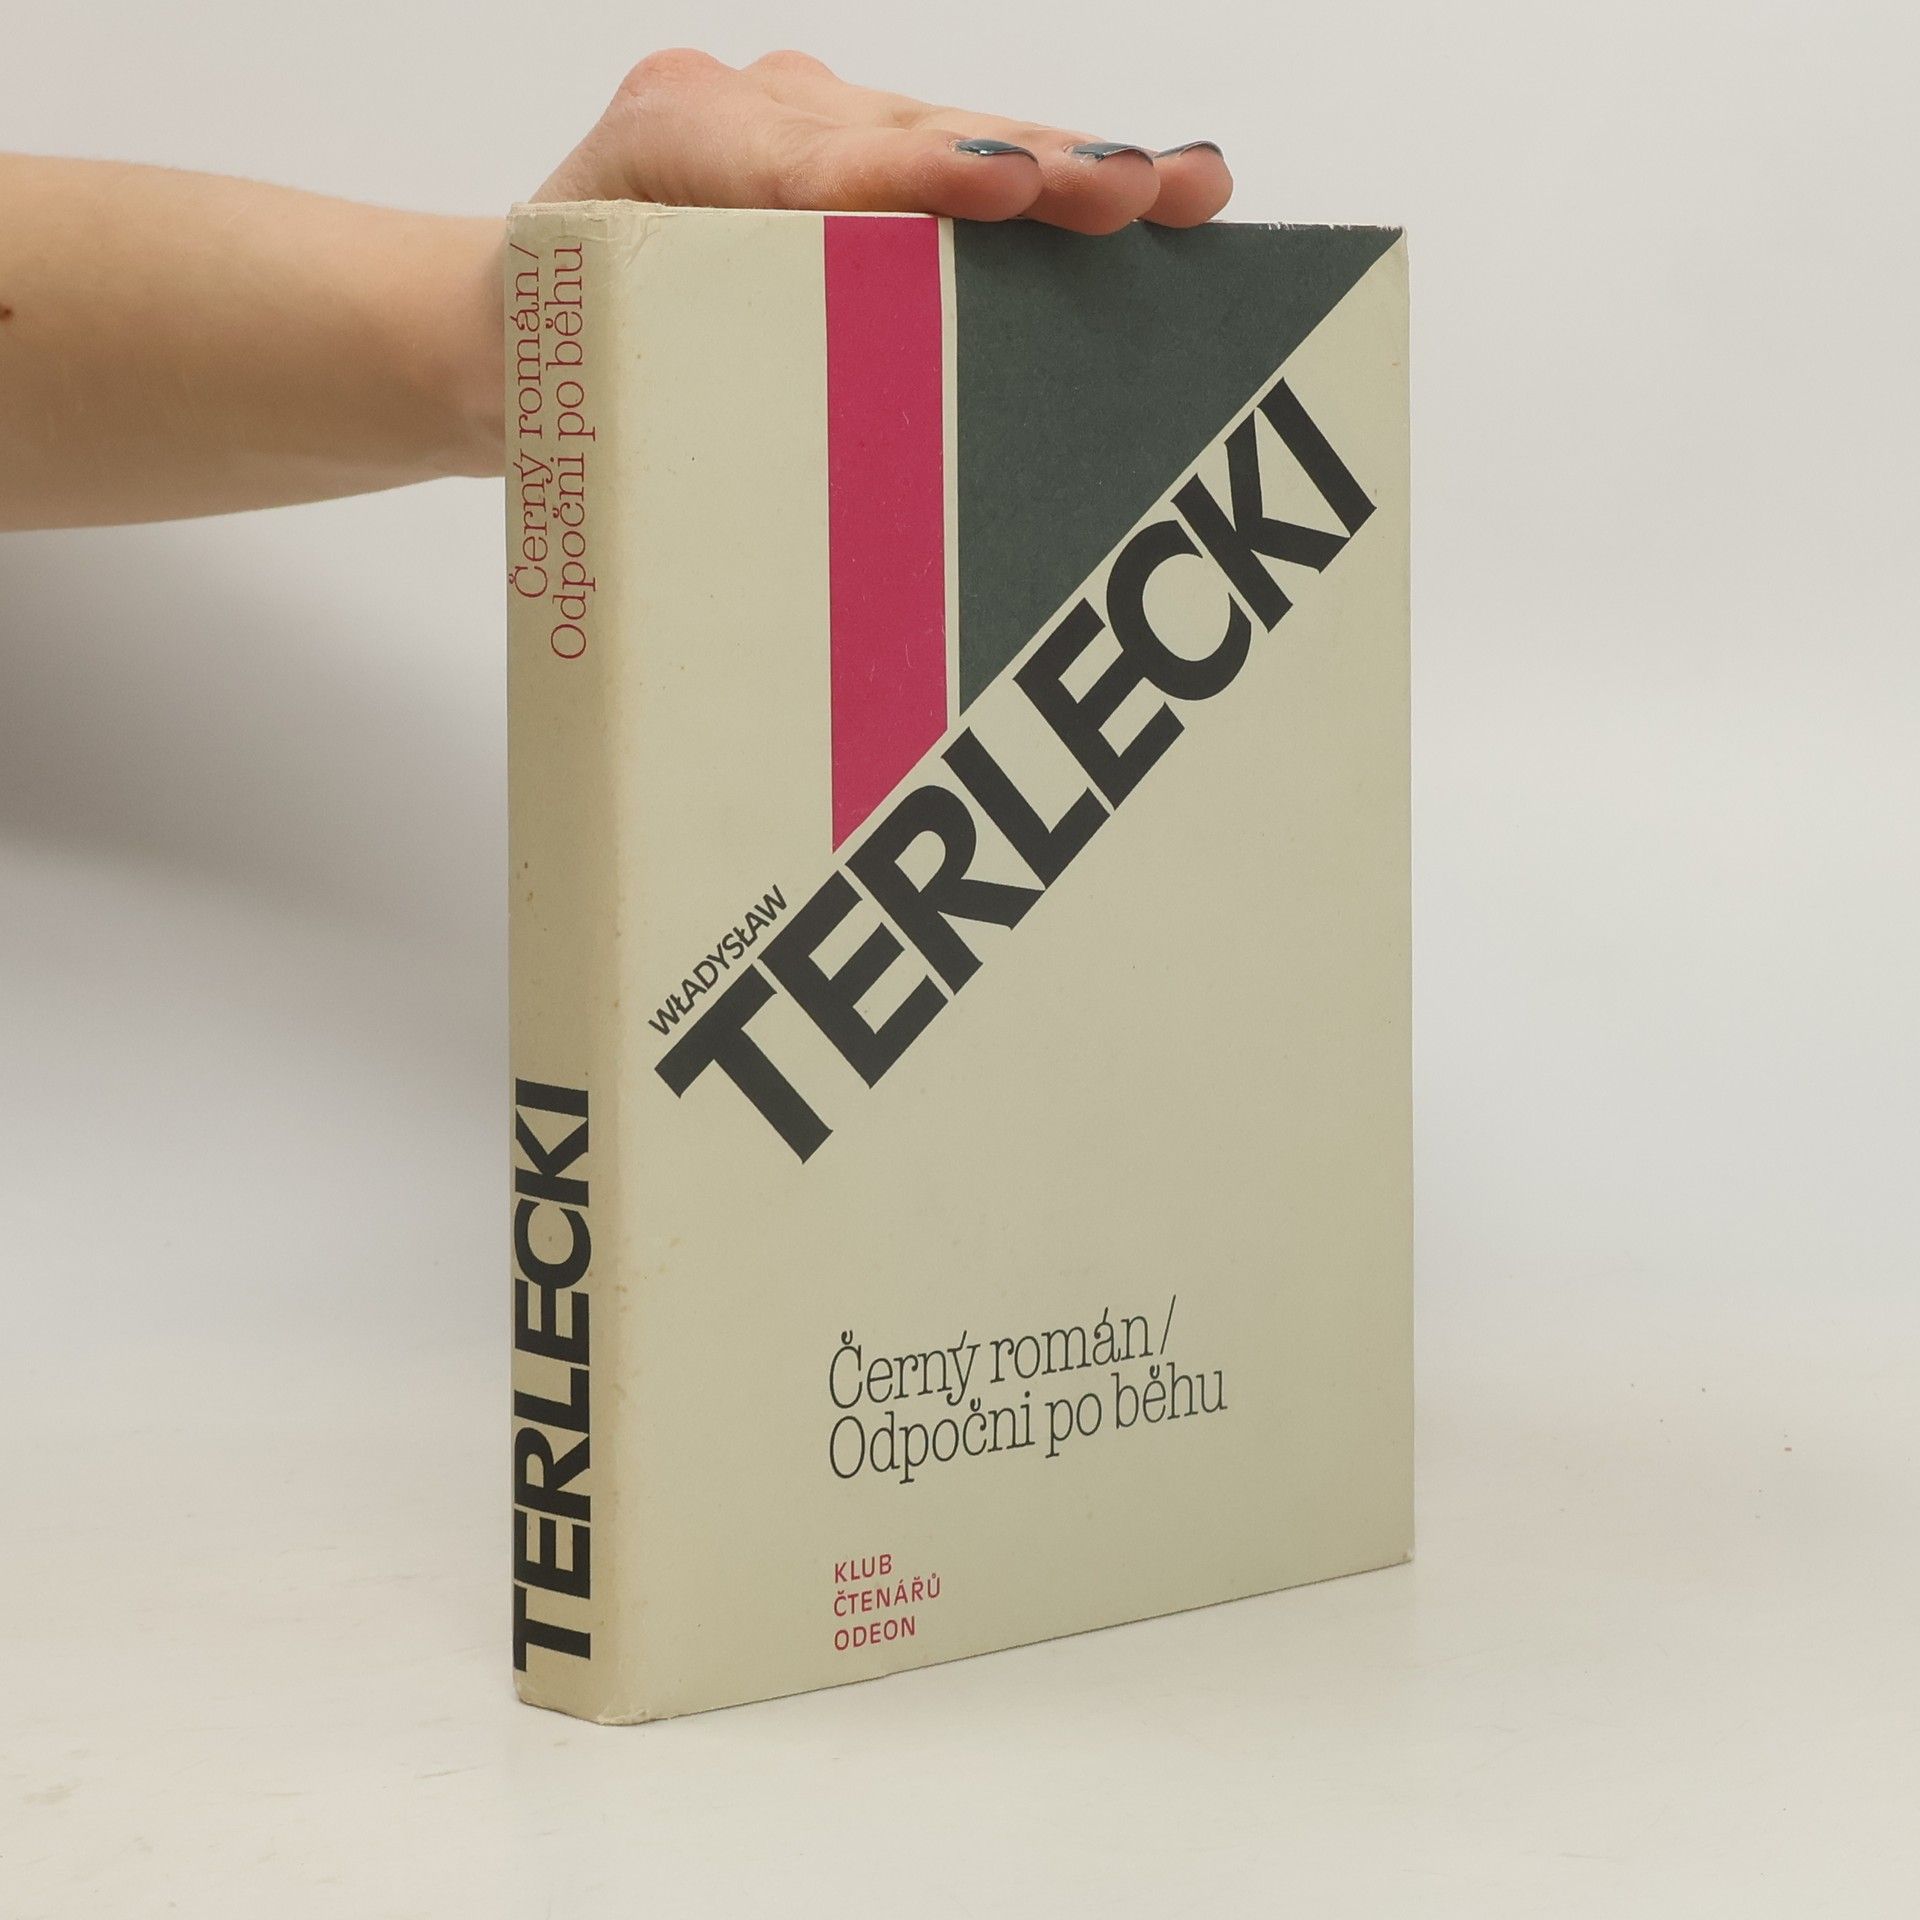 Černý román/
Odpočni po běhu
TERLECKI
WŁADYSŁAW
TERLECKI
Černý román/
Odpočni po běhu
KLUB
ČTENÁŘŮ
ODEON